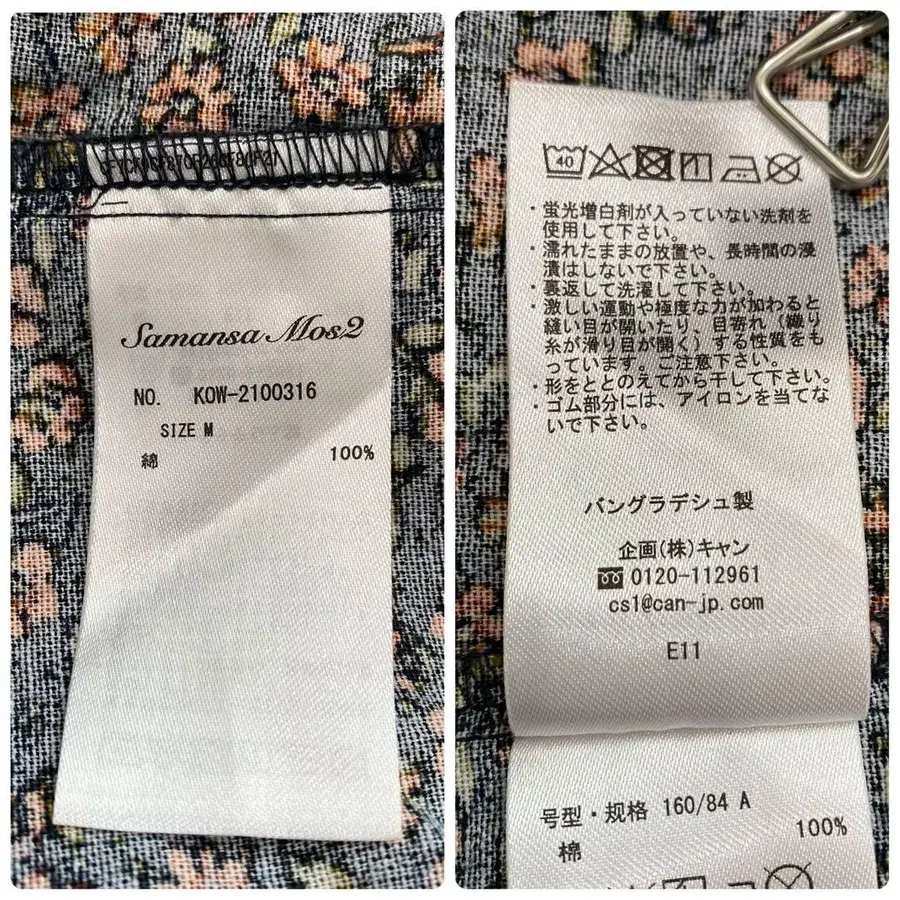 Samansa Mos2
NO. KOW-2100316
SIZE M
綿 100%
40
・蛍光増白剤が入っていない洗剤を
使用して下さい。
・濡れたままの放置や、長時間の浸
漬はしないで下さい。
・裏返して洗濯して下さい。
・激しい運動や極度な力が加わると
縫い目が開いたり、目寄れ（織り
糸が滑り目が開く）する性質をも
っています。ご注意下さい。
・形をととのえてから干して下さい。
・ゴム部分には、アイロンを当てな
いで下さい。
バングラデシュ製
企画(株)キャン
0120-112961
cs1@can-jp.com
E11
号型・规格 160/84 A
棉 100%